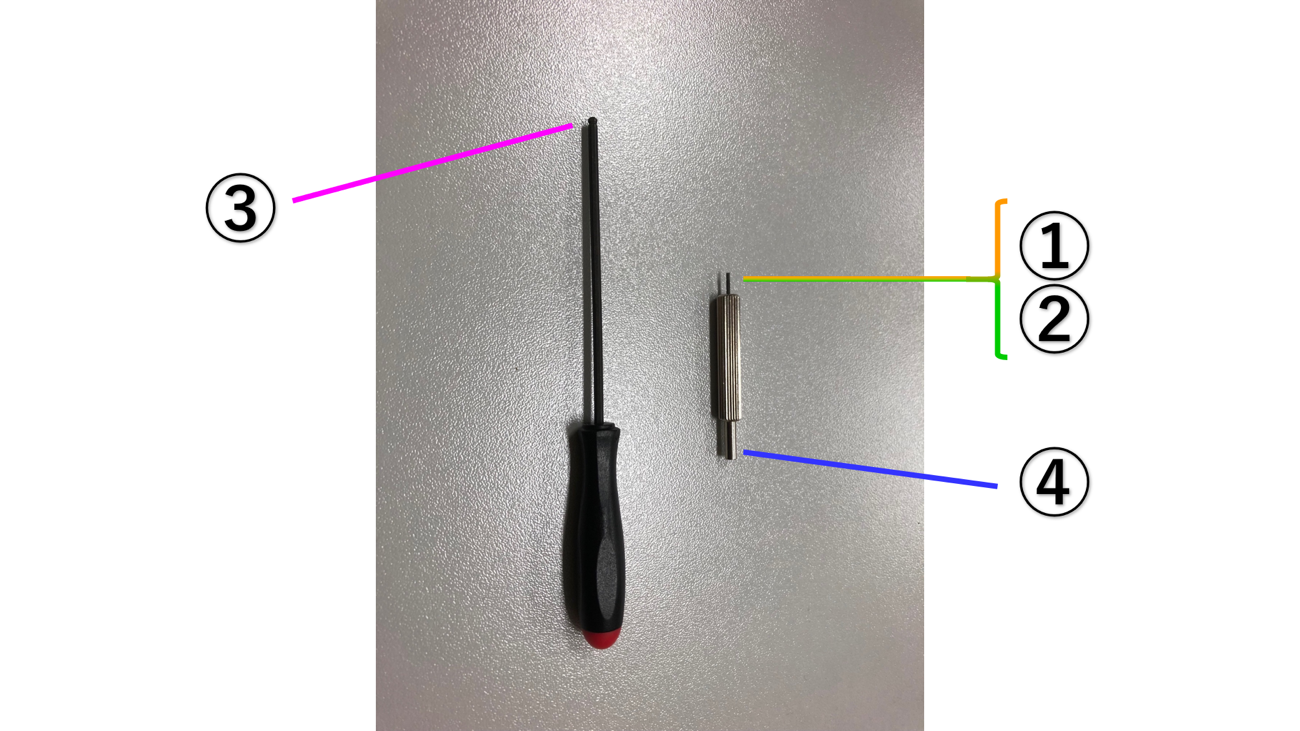 ③
①
②
④